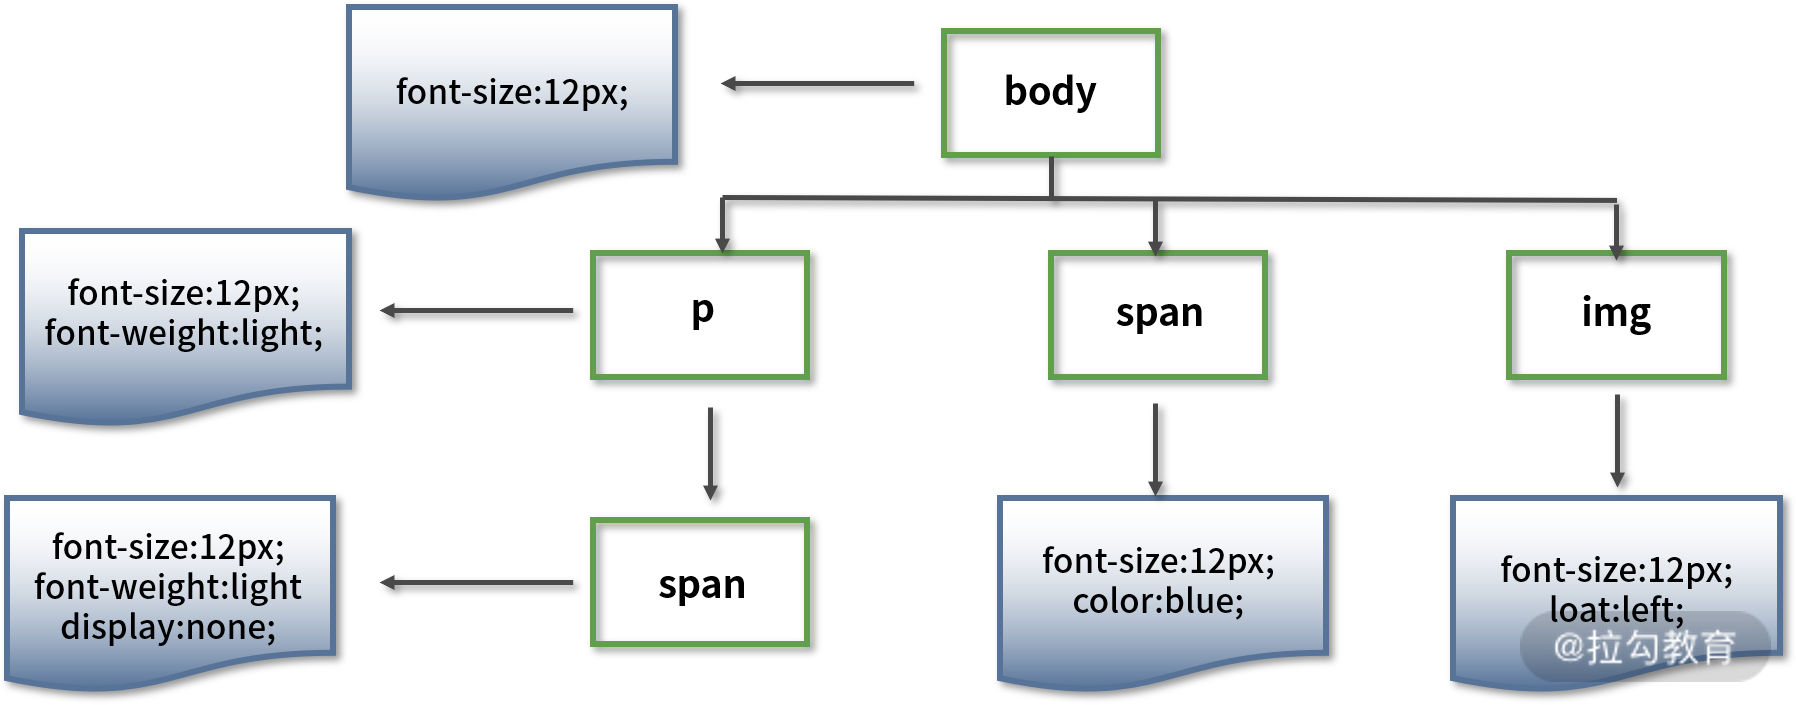 font-size:12px;
body
font-size:12px;
font-weight:light;
p
span
img
font-size:12px;
font-weight:light
display:none;
span
font-size:12px;
color:blue;
font-size:12px;
loat:left;
@拉勾教育